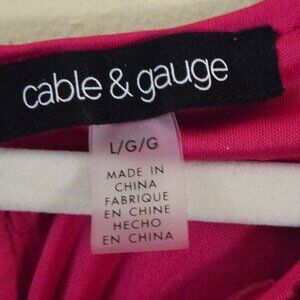 cable & gauge
L/G/G
MADE IN
CHINA
FABRIQUE
EN CHINE
HECHO
EN CHINA